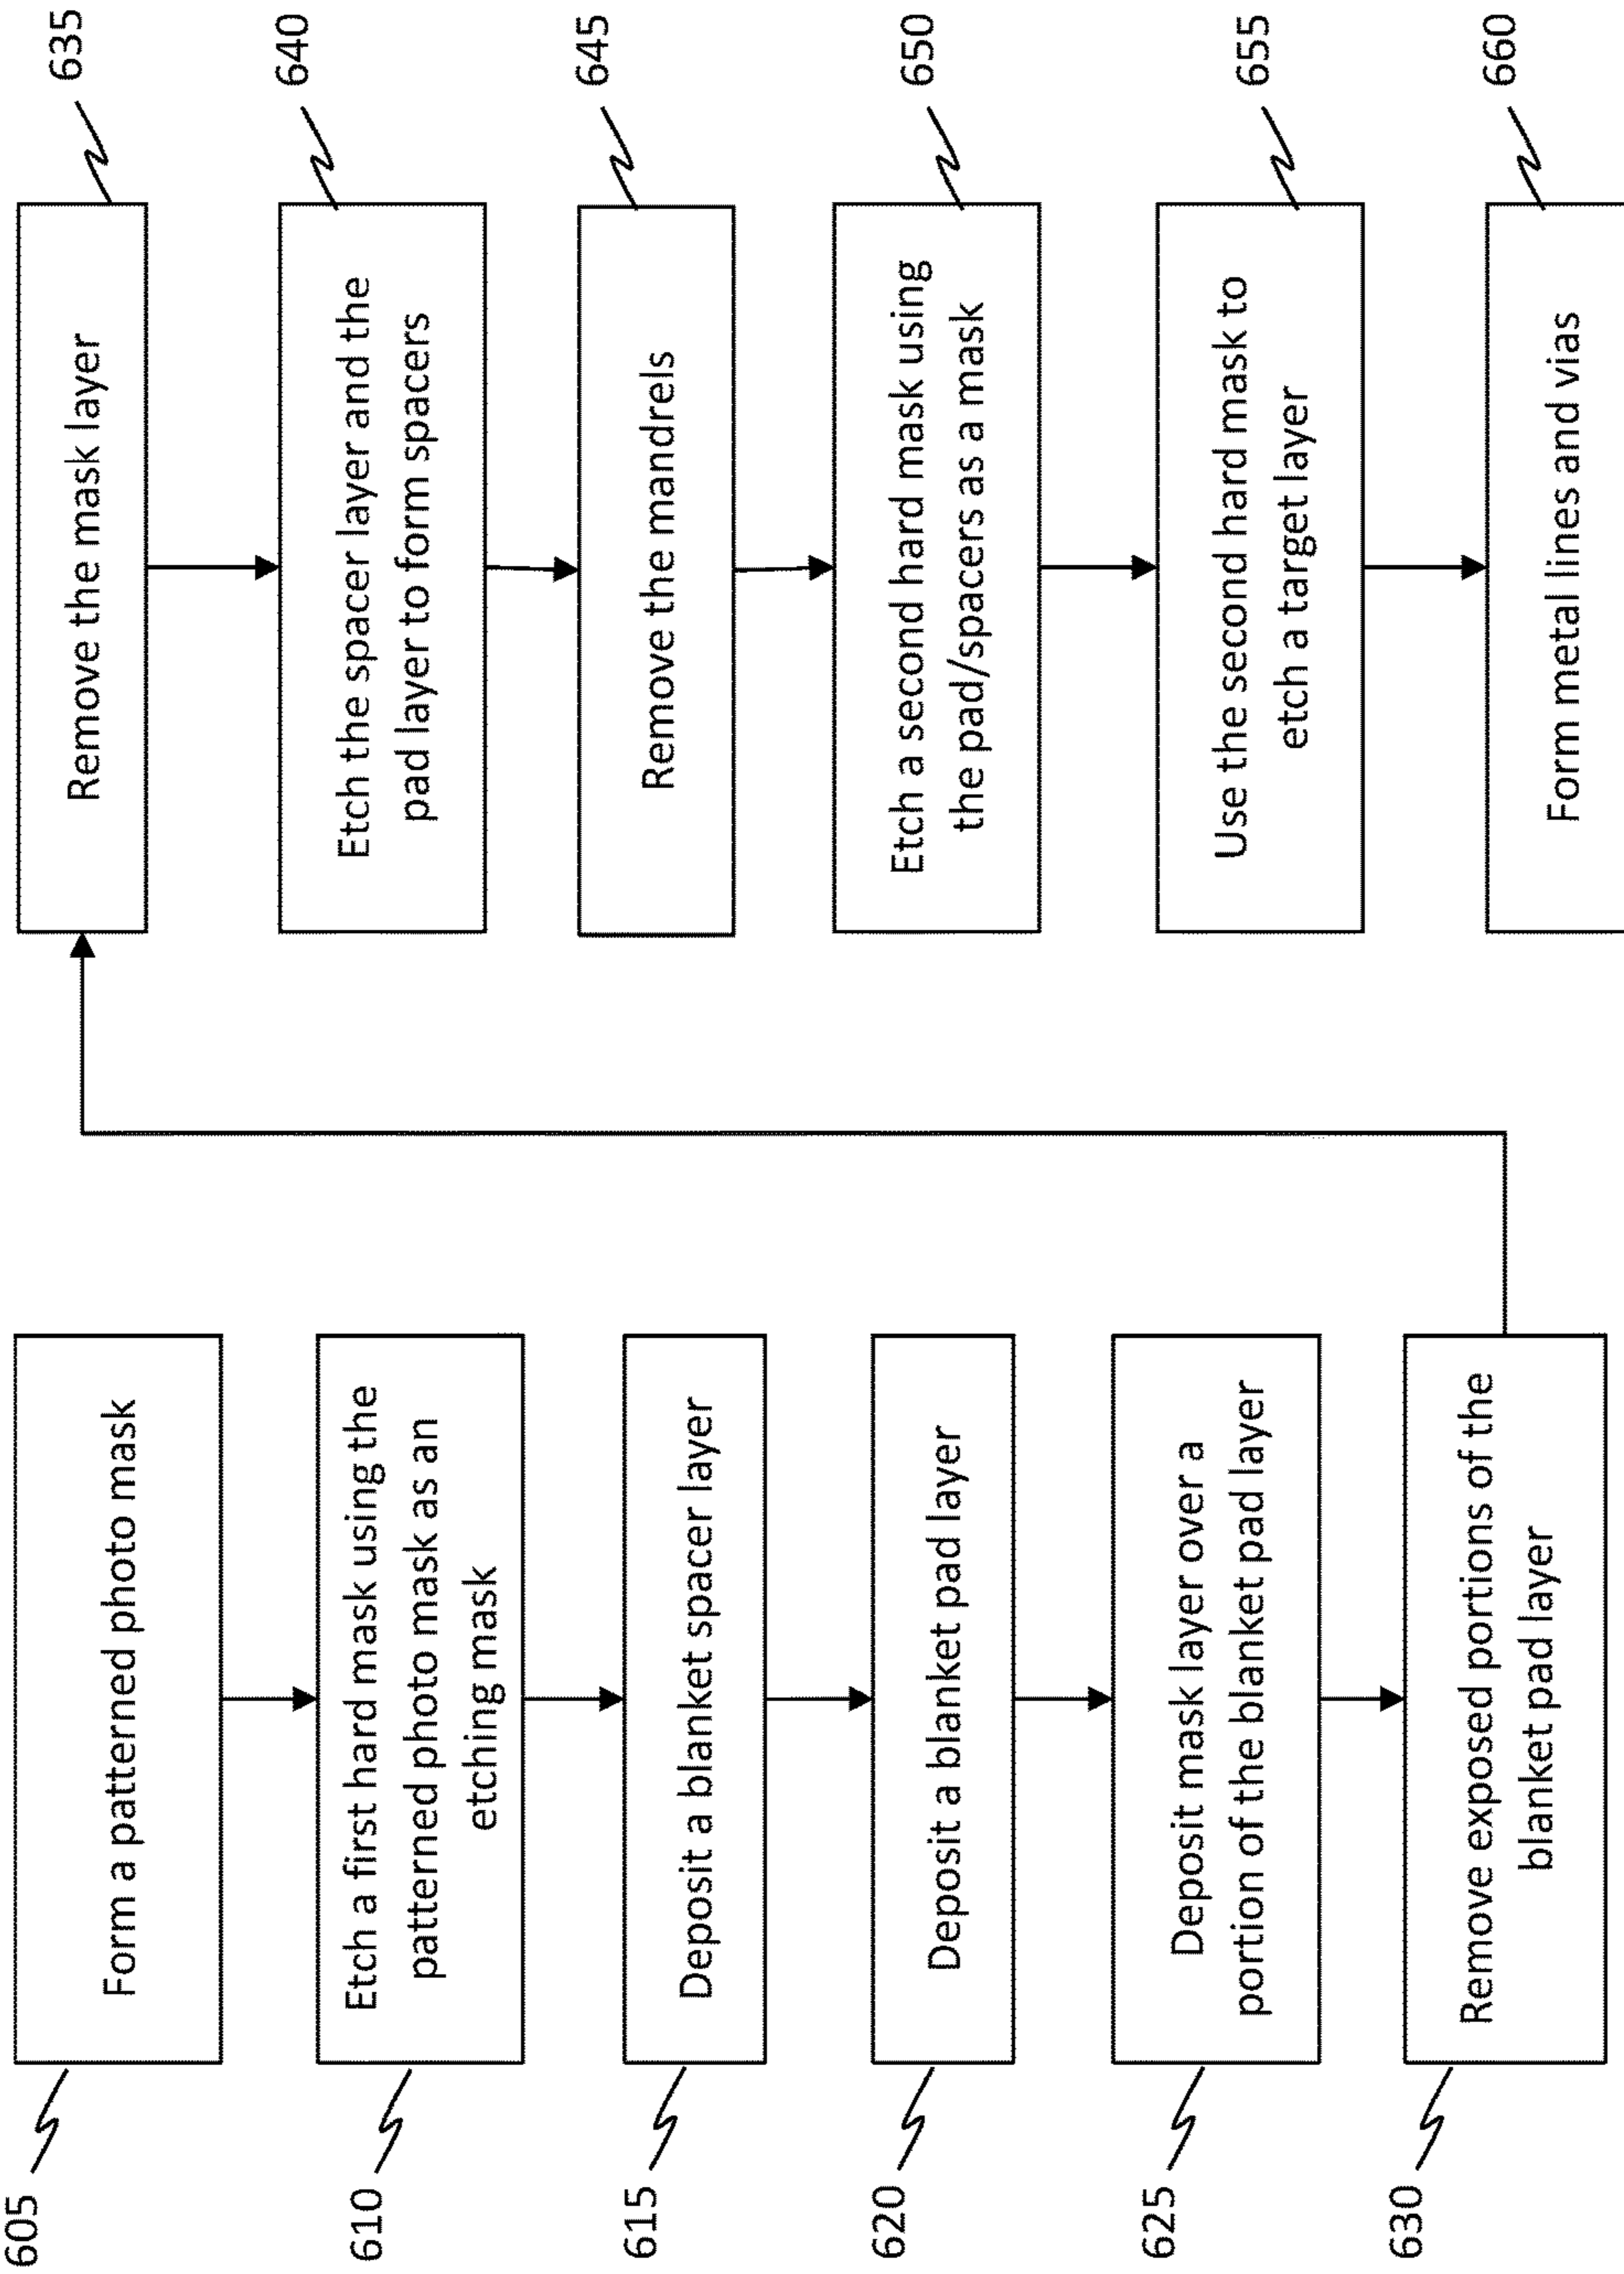 605
Form a patterned photo mask
610
Etch a first hard mask using the
patterned photo mask as an
etching mask
615
Deposit a blanket spacer layer
620
Deposit a blanket pad layer
625
Deposit mask layer over a
portion of the blanket pad layer
630
Remove exposed portions of the
blanket pad layer
Remove the mask layer
635
Etch the spacer layer and the
pad layer to form spacers
640
Remove the mandrels
645
Etch a second hard mask using
the pad/spacers as a mask
650
Use the second hard mask to
etch a target layer
655
Form metal lines and vias
660